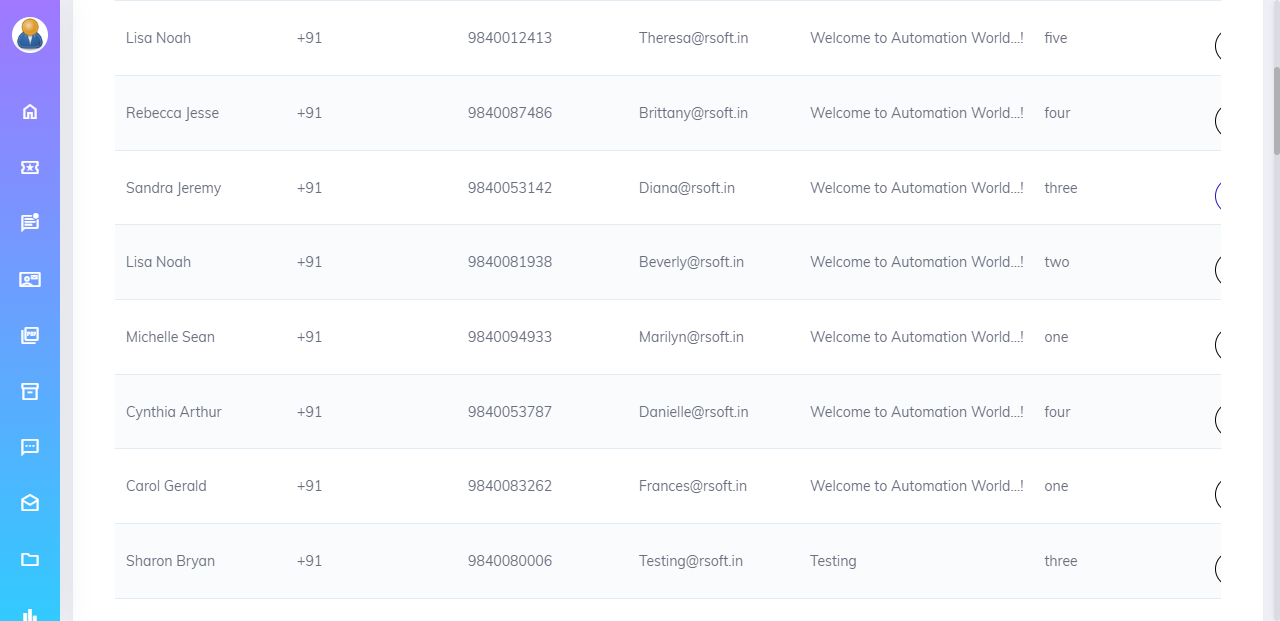 Lisa Noah +91 9840012413 Theresa@rsoft.in Welcome to Automation World...! five
Rebecca Jesse +91 9840087486 Brittany@rsoft.in Welcome to Automation World...! four
Sandra Jeremy +91 9840053142 Diana@rsoft.in Welcome to Automation World...! three
Lisa Noah +91 9840081938 Beverly@rsoft.in Welcome to Automation World...! two
Michelle Sean +91 9840094933 Marilyn@rsoft.in Welcome to Automation World...! one
Cynthia Arthur +91 9840053787 Danielle@rsoft.in Welcome to Automation World...! four
Carol Gerald +91 9840083262 Frances@rsoft.in Welcome to Automation World...! one
Sharon Bryan +91 9840080006 Testing@rsoft.in Testing three